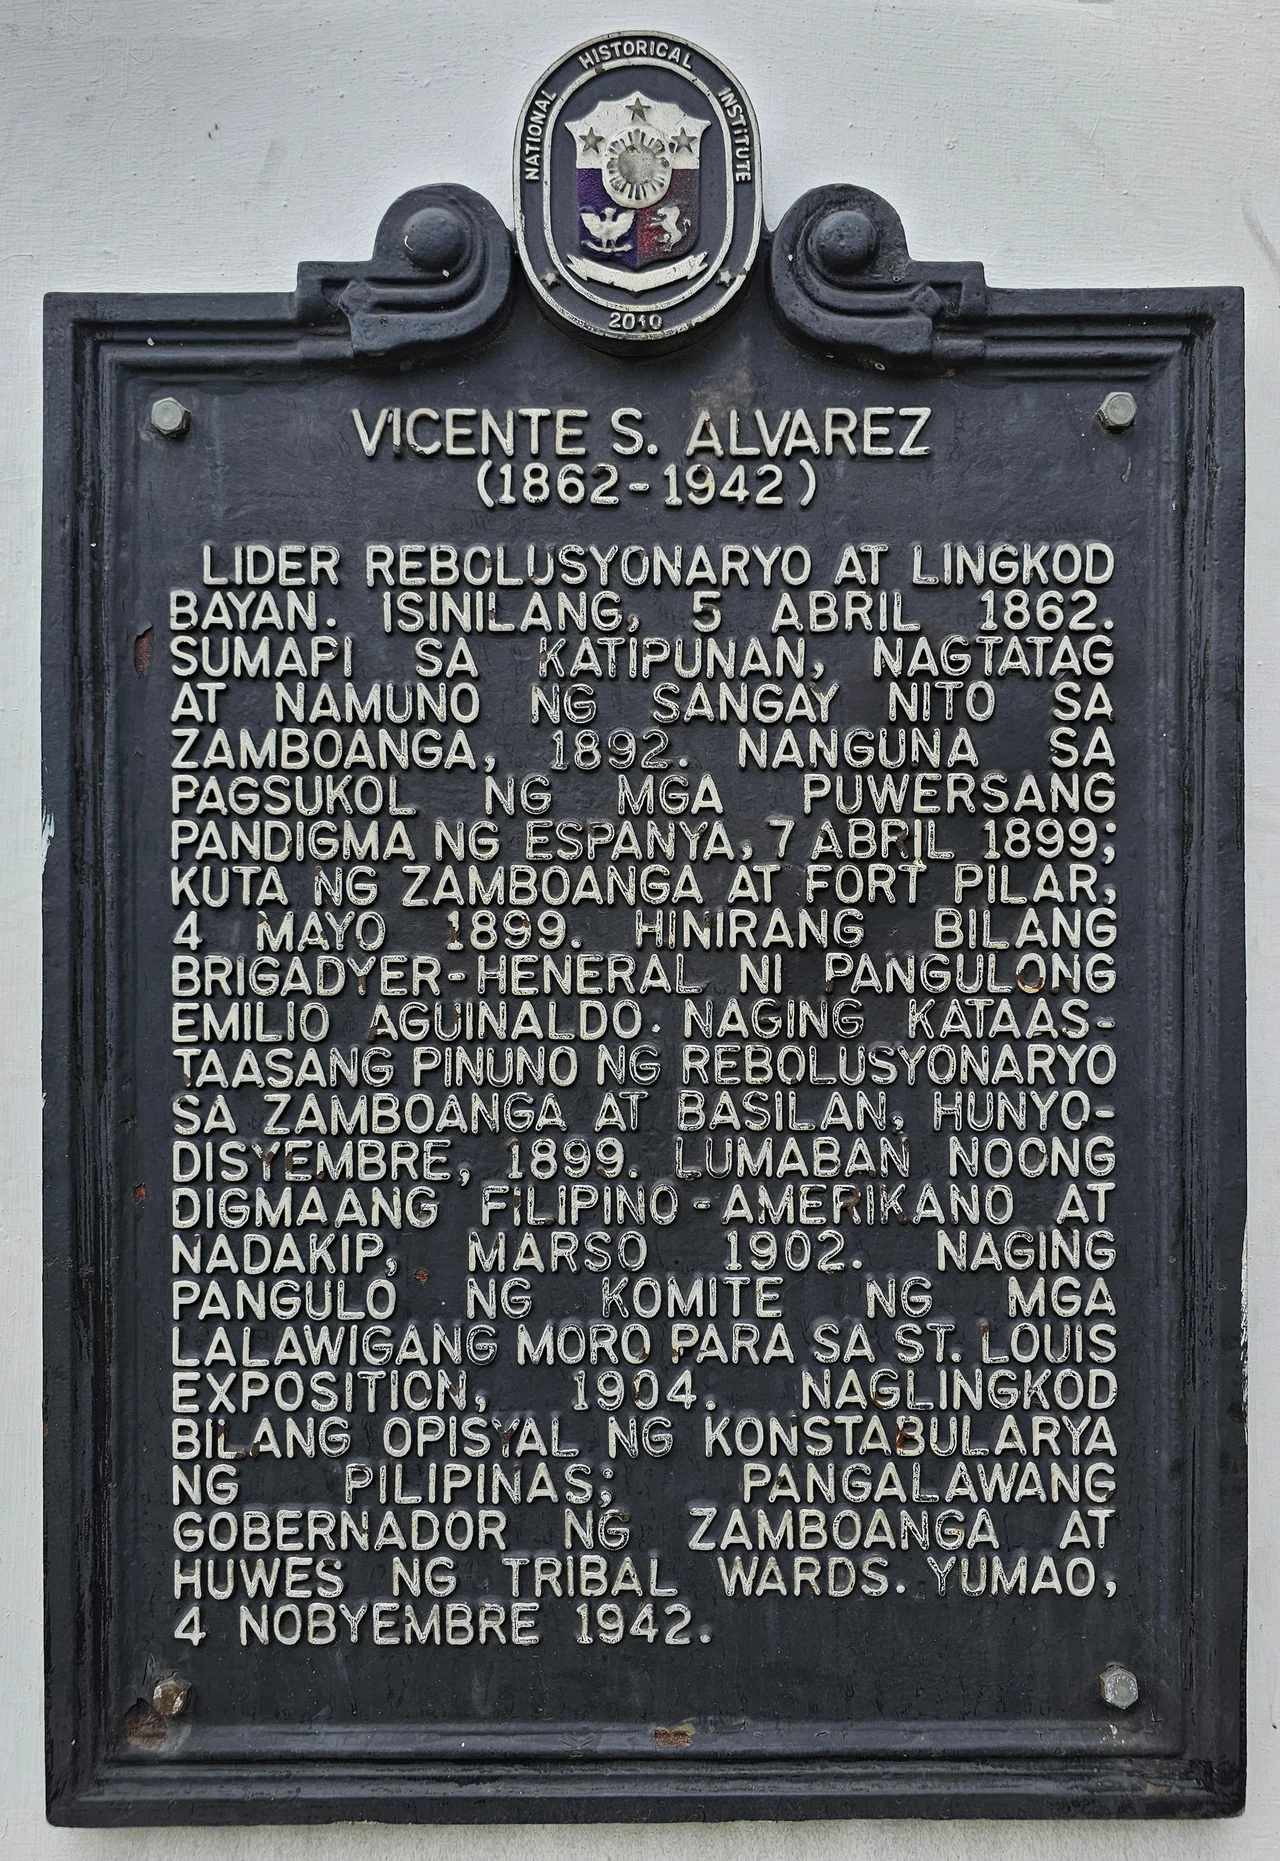 NATIONAL HISTORICAL INSTITUTE
2010
VICENTE S. ALVAREZ
(1862-1942)
LIDER REBOLUSYONARYO AT LINGKOD
BAYAN. ISINILANG, 5 ABRIL 1862.
SUMAPI SA KATIPUNAN, NAGTATAG
AT NAMUNO NG SANGAY NITO SA
ZAMBOANGA, 1892. NANGUNA SA
PAGSUKOL NG MGA PUWERSANG
PANDIGMA NG ESPANYA, 7 ABRIL 1899;
KUTA NG ZAMBOANGA AT FORT PILAR,
4 MAYO 1899. HINIRANG BILANG
BRIGADYER-HENERAL NI PANGULONG
EMILIO AGUINALDO. NAGING KATAAS-
TAASANG PINUNO NG REBOLUSYONARYO
SA ZAMBOANGA AT BASILAN, HUNYO-
DISYEMBRE, 1899. LUMABAN NOONG
DIGMAANG FILIPINO-AMERIKANO AT
NADAKIP, MARSO 1902. NAGING
PANGULO NG KOMITE NG MGA
LALAWIGANG MORO PARA SA ST. LOUIS
EXPOSITION, 1904. NAGLINGKOD
BILANG OPISYAL NG KONSTABULARYA
NG PILIPINAS; PANGALAWANG
GOBERNADOR NG ZAMBOANGA AT
HUWES NG TRIBAL WARDS. YUMAO,
4 NOBYEMBRE 1942.